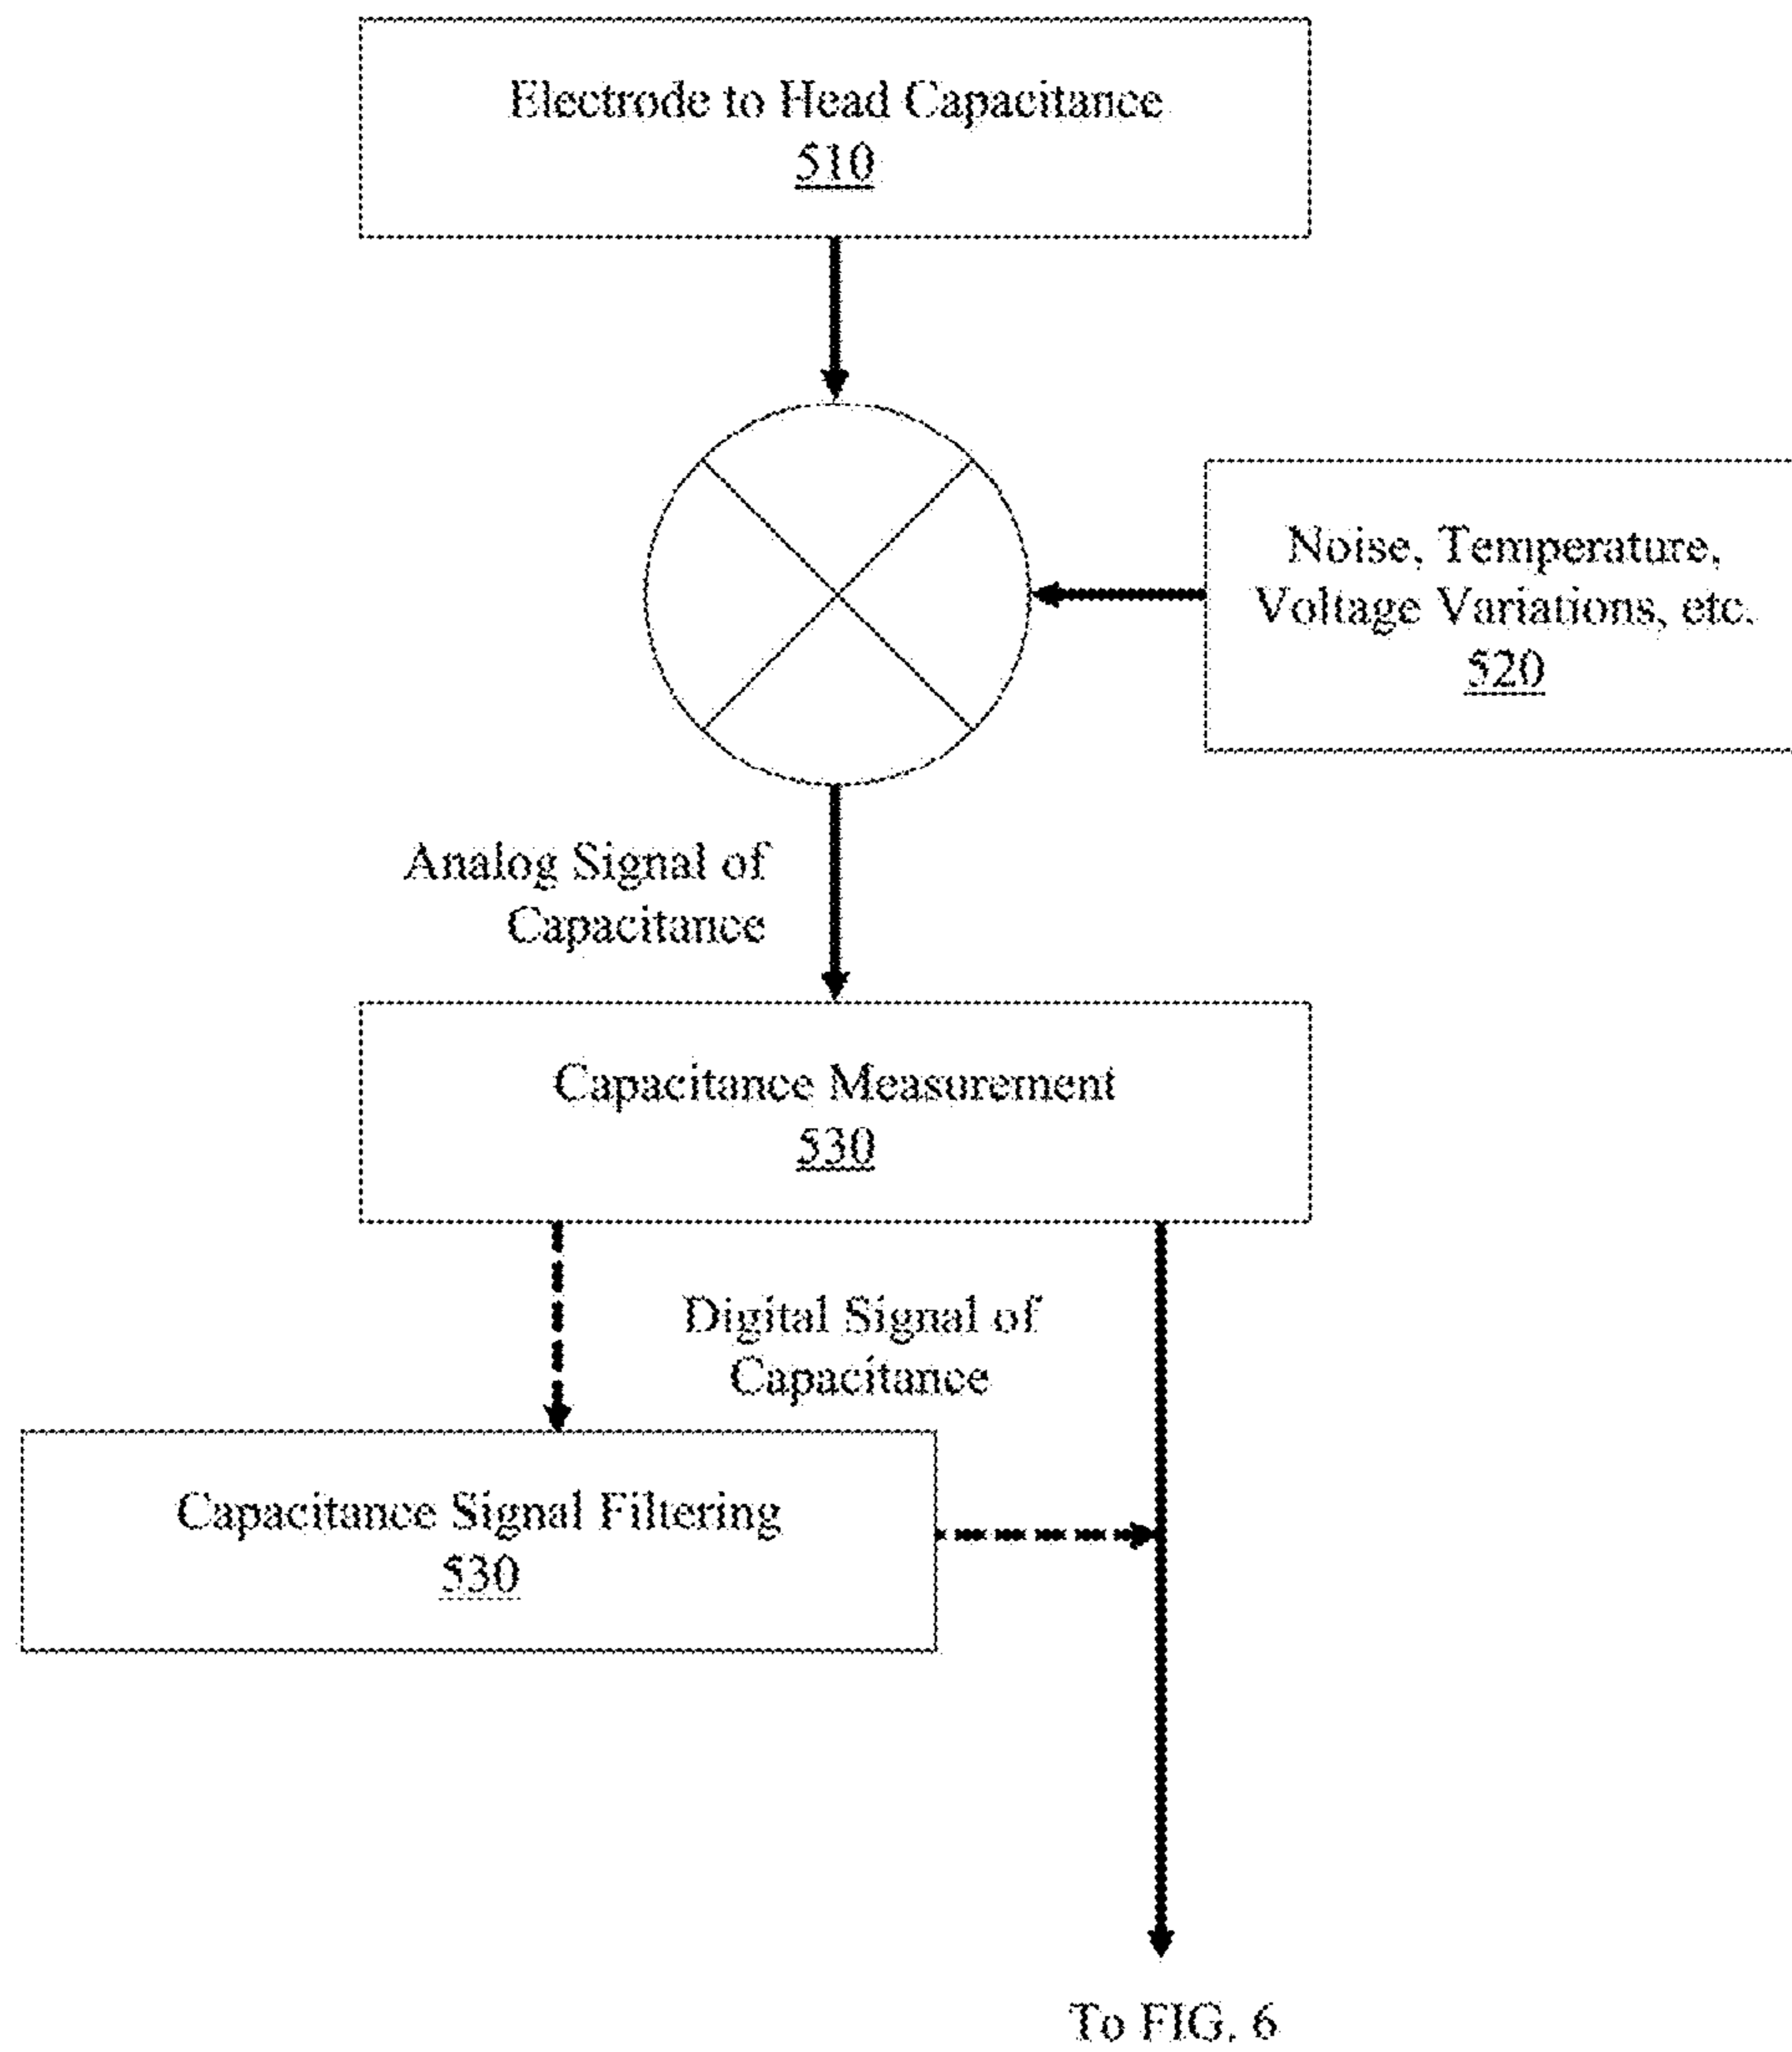 Electrode to Head Capacitance
510
Noise, Temperature,
Voltage Variations, etc.
520
Analog Signal of
Capacitance
Capacitance Measurement
530
Digital Signal of
Capacitance
Capacitance Signal Filtering
530
To FIG. 6